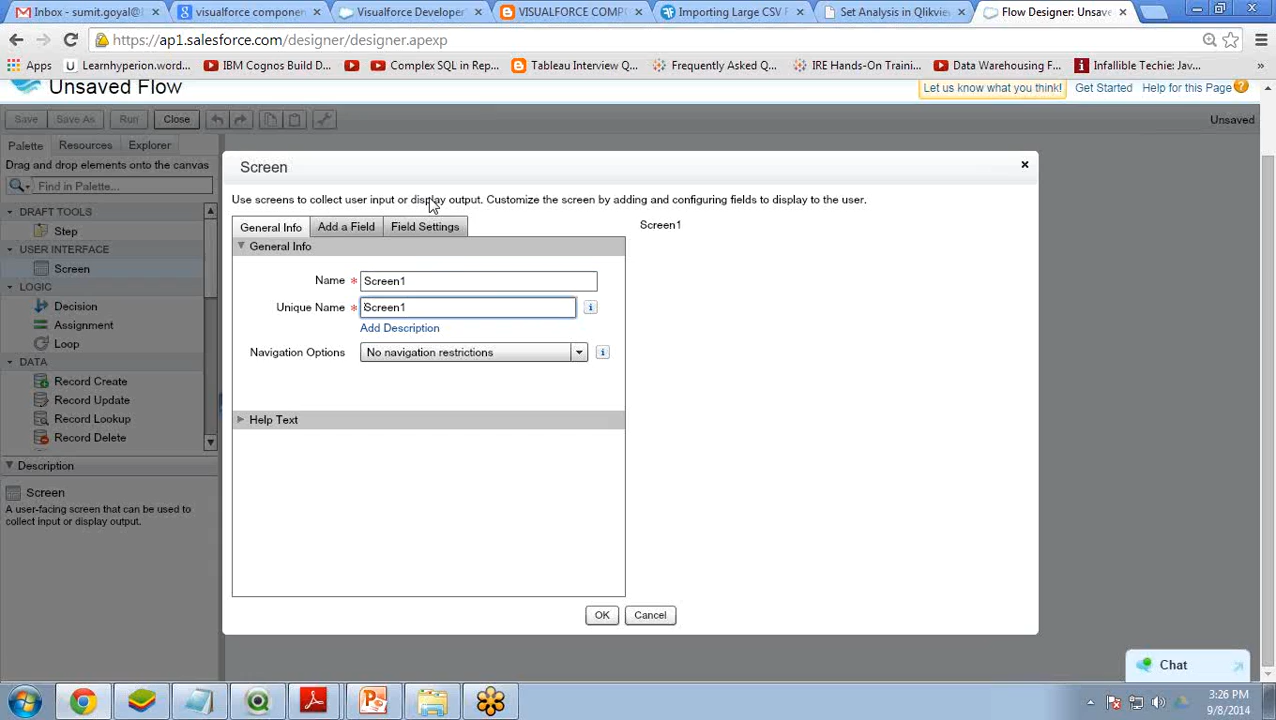 Inbox - sumit.goyal@
visualforce componen
Visualforce Developer'
VISUALFORCE COMP
Importing Large CSV F
Set Analysis in Qlikview
Flow Designer: Unsave
https://ap1.salesforce.com/designer/designer.apexp
Apps
Learnhyperion.word...
IBM Cognos Build D...
Complex SQL in Rep...
Tableau Interview Q...
Frequently Asked Q...
IRE Hands-On Traini...
Data Warehousing F...
Infallible Techie: Jav...
»
Unsaved Flow
Let us know what you think!
Get Started
Help for this Page
Save
Save As
Run
Close
Unsaved
Palette
Resources
Explorer
Drag and drop elements onto the canvas
Find in Palette...
DRAFT TOOLS
Step
USER INTERFACE
Screen
LOGIC
Decision
Assignment
Loop
DATA
Record Create
Record Update
Record Lookup
Record Delete
Description
Screen
A user-facing screen that can be used to
collect input or display output.
Screen
Use screens to collect user input or display output. Customize the screen by adding and configuring fields to display to the user.
General Info
Add a Field
Field Settings
Screen1
General Info
Name * Screen1
Unique Name * Screen1
Add Description
Navigation Options No navigation restrictions
Help Text
OK
Cancel
Chat
3:26 PM
9/8/2014